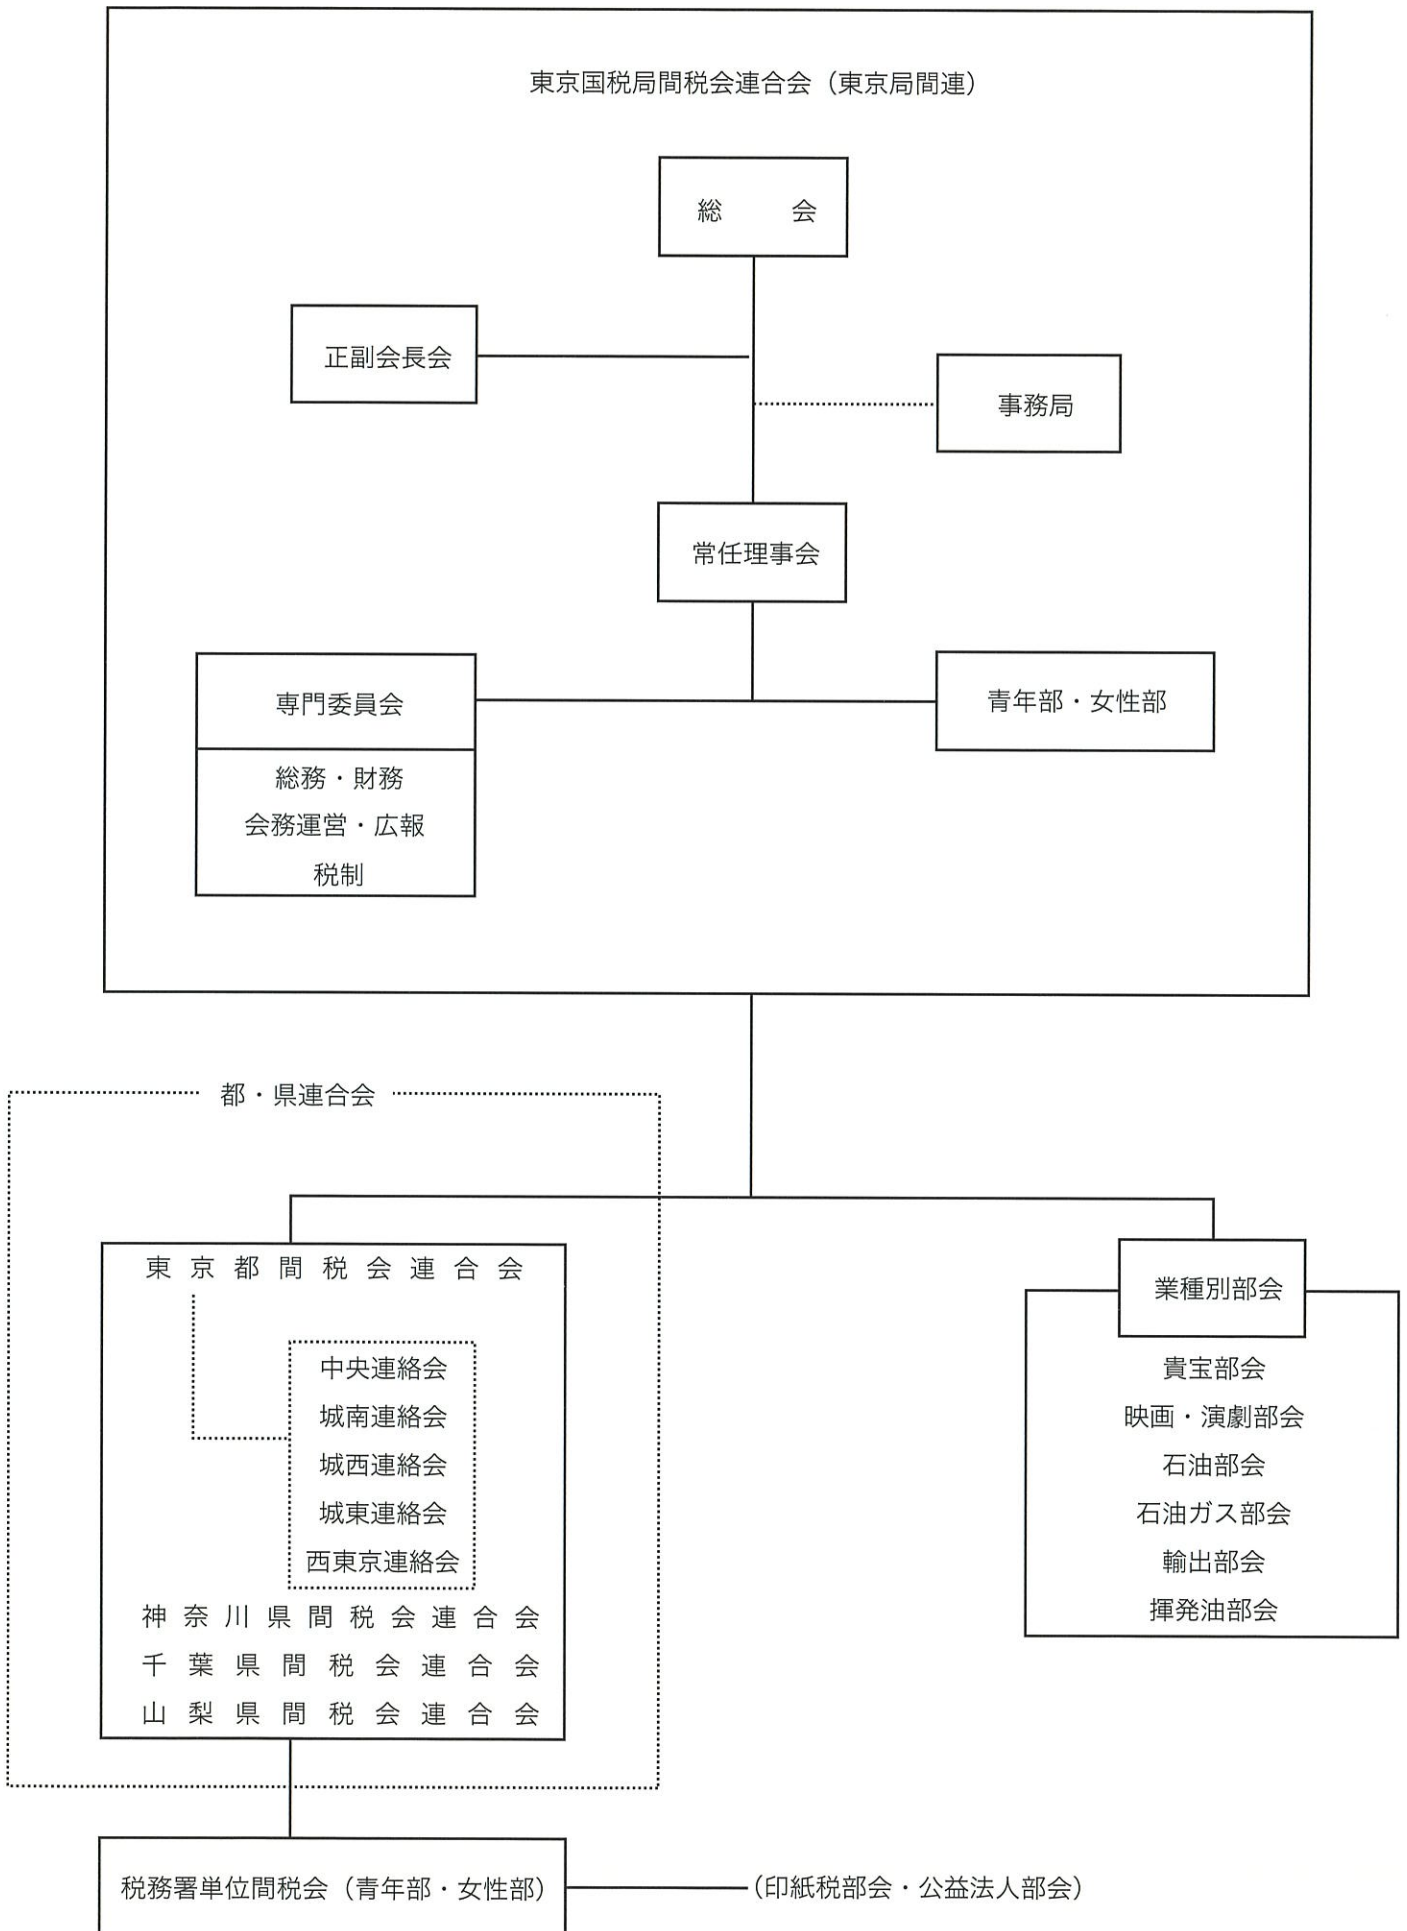 東京国税局間税会連合会（東京局間連）
総　会
正副会長会
事務局
常任理事会
専門委員会
総務・財務
会務運営・広報
税制
青年部・女性部
都・県連合会
東京都間税会連合会
中央連絡会
城南連絡会
城西連絡会
城東連絡会
西東京連絡会
神奈川県間税会連合会
千葉県間税会連合会
山梨県間税会連合会
業種別部会
貴宝部会
映画・演劇部会
石油部会
石油ガス部会
輸出部会
揮発油部会
税務署単位間税会（青年部・女性部）
（印紙税部会・公益法人部会）